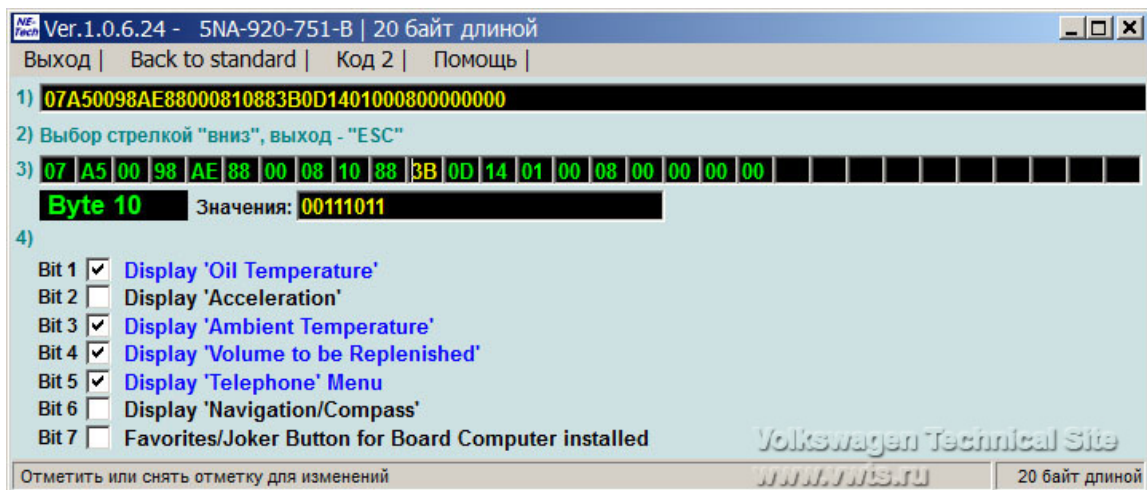 NE-Tech Ver.1.0.6.24 - 5NA-920-751-B | 20 байт длиной
Выход | Back to standard | Код 2 | Помощь |
1) 07A50098AE88000810883B0D1401000800000000
2) Выбор стрелкой "вниз", выход - "ESC"
3) 07 A5 00 98 AE 88 00 08 10 88 3B 0D 14 01 00 08 00 00 00 00
Byte 10 Значения: 00111011
4)
Bit 1 Display 'Oil Temperature'
Bit 2 Display 'Acceleration'
Bit 3 Display 'Ambient Temperature'
Bit 4 Display 'Volume to be Replenished'
Bit 5 Display 'Telephone' Menu
Bit 6 Display 'Navigation/Compass'
Bit 7 Favorites/Joker Button for Board Computer installed
Volkswagen Technical Site
www.vwts.ru
Отметить или снять отметку для изменений 20 байт длиной